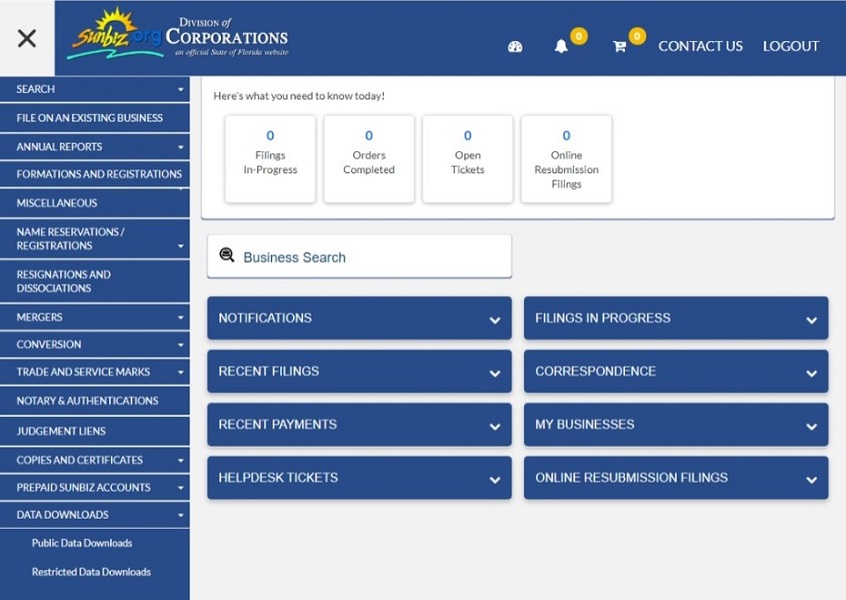 Sunbiz.org
Division of
CORPORATIONS
an official State of Florida website
0
0
CONTACT US
LOGOUT
SEARCH
FILE ON AN EXISTING BUSINESS
ANNUAL REPORTS
FORMATIONS AND REGISTRATIONS
MISCELLANEOUS
NAME RESERVATIONS /
REGISTRATIONS
RESIGNATIONS AND
DISSOCIATIONS
MERGERS
CONVERSION
TRADE AND SERVICE MARKS
NOTARY & AUTHENTICATIONS
JUDGEMENT LIENS
COPIES AND CERTIFICATES
PREPAID SUNBIZ ACCOUNTS
DATA DOWNLOADS
Public Data Downloads
Restricted Data Downloads
Here's what you need to know today!
0
Filings
In-Progress
0
Orders
Completed
0
Open
Tickets
0
Online
Resubmission
Filings
Business Search
NOTIFICATIONS
FILINGS IN PROGRESS
RECENT FILINGS
CORRESPONDENCE
RECENT PAYMENTS
MY BUSINESSES
HELPDESK TICKETS
ONLINE RESUBMISSION FILINGS